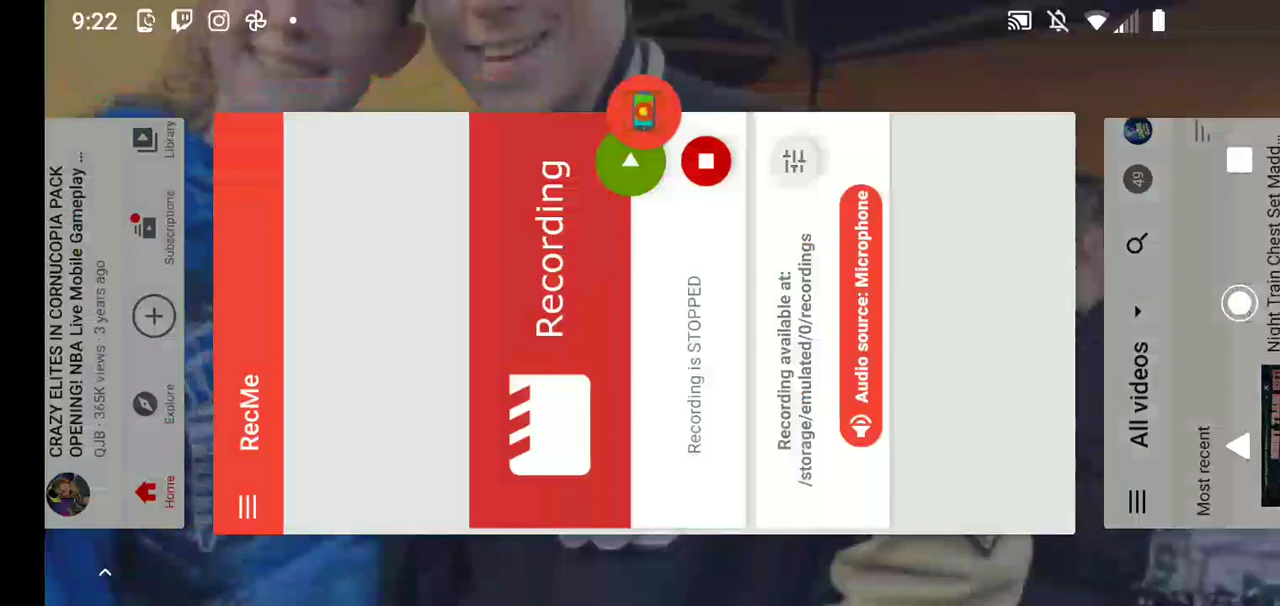 9:22
CRAZY ELITES IN CORNUCOPIA PACK
OPENING! NBA Live Mobile Gameplay ...
QJB · 365K views · 3 years ago
Home
Explore
Subscriptions
Library
RecMe
Recording
Recording is STOPPED
Recording available at:
/storage/emulated/0/recordings
Audio source: Microphone
All videos
49
Most recent
Night Train Chest Set Madd...